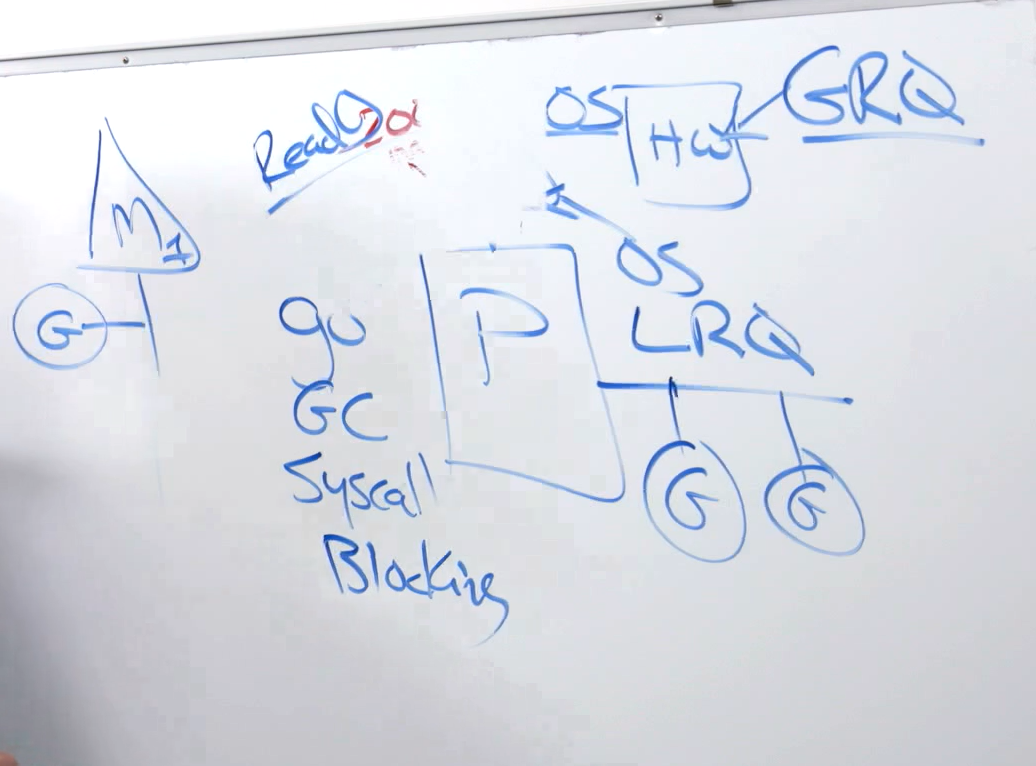 Read()
OS HW GRQ
M1
G
OS
P LRQ
go
GC
Syscall
G G
Blocking